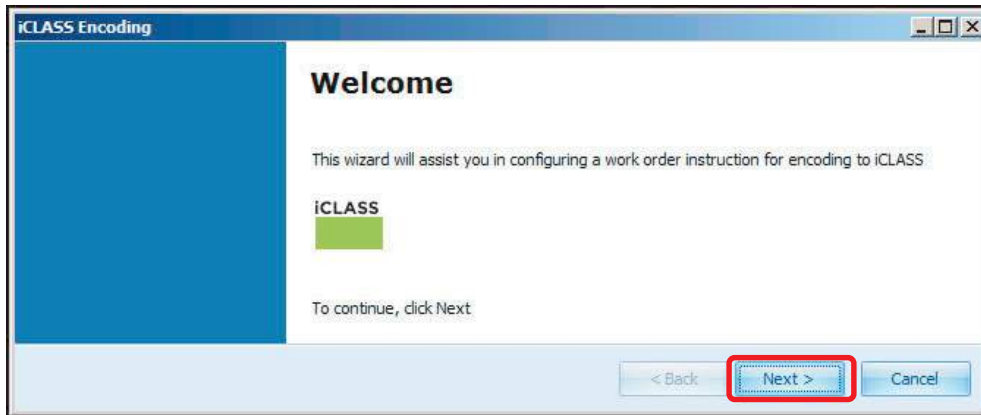 iCLASS Encoding
Welcome
This wizard will assist you in configuring a work order instruction for encoding to iCLASS
iCLASS
To continue, click Next
< Back Next > Cancel